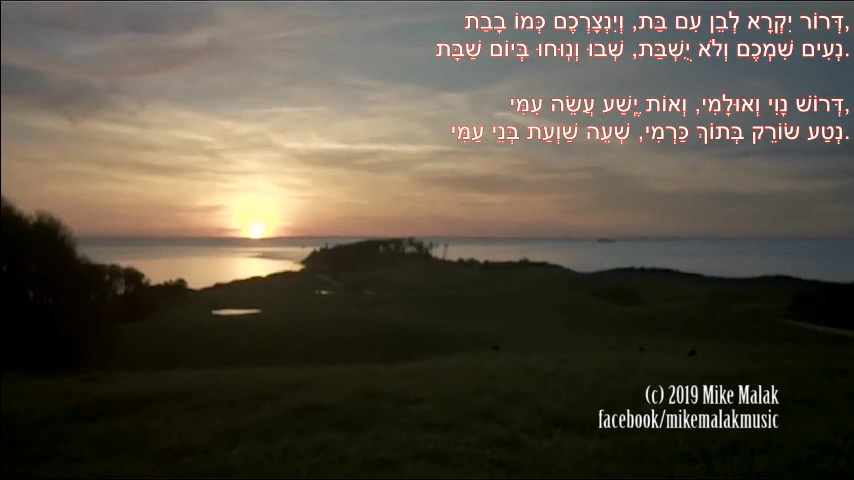 דְּרוֹר יִקְרָא לְבֵן עִם בַּת, וְיִנְצָרְכֶם כְּמוֹ בָבַת,
נְעִים שִׁמְכֶם וְלֹא יֻשְׁבַּת, שְׁבוּ וְנוּחוּ בְּיוֹם שַׁבָּת.
דְּרוֹשׁ נָוִי וְאוּלָמִי, וְאוֹת יֶשַׁע עֲשֵׂה עִמִּי,
נְטַע שׂוֹרֵק בְּתוֹךְ כַּרְמִי, שְׁעֵה שַׁוְעַת בְּנֵי עַמִּי.
(c) 2019 Mike Malak
facebook/mikemalakmusic